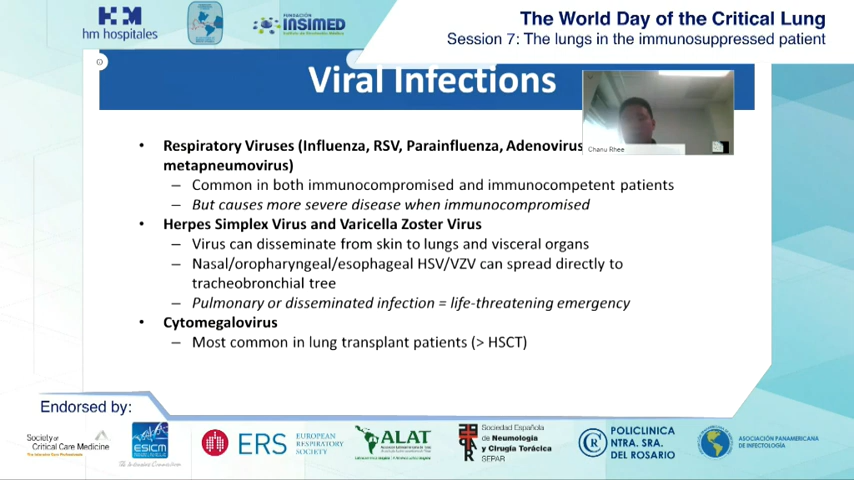 hm hospitales
FUNDACIÓN
INSIMED
The World Day of the Critical Lung
Session 7: The lungs in the immunosuppressed patient
Viral Infections
Chanu Rhee
• Respiratory Viruses (Influenza, RSV, Parainfluenza, Adenovirus
metapneumovirus)
– Common in both immunocompromised and immunocompetent patients
– But causes more severe disease when immunocompromised
• Herpes Simplex Virus and Varicella Zoster Virus
– Virus can disseminate from skin to lungs and visceral organs
– Nasal/oropharyngeal/esophageal HSV/VZV can spread directly to
tracheobronchial tree
– Pulmonary or disseminated infection = life-threatening emergency
• Cytomegalovirus
– Most common in lung transplant patients (> HSCT)
Endorsed by:
Society of
Critical Care Medicine
ESICM
ERS
EUROPEAN
RESPIRATORY
SOCIETY
ALAT
Sociedad Española
de Neumología
y Cirugía Torácica
SEPAR
POLICLINICA
NTRA. SRA.
DEL ROSARIO
ASOCIACIÓN PANAMEÑA
DE INFECTOLOGÍA